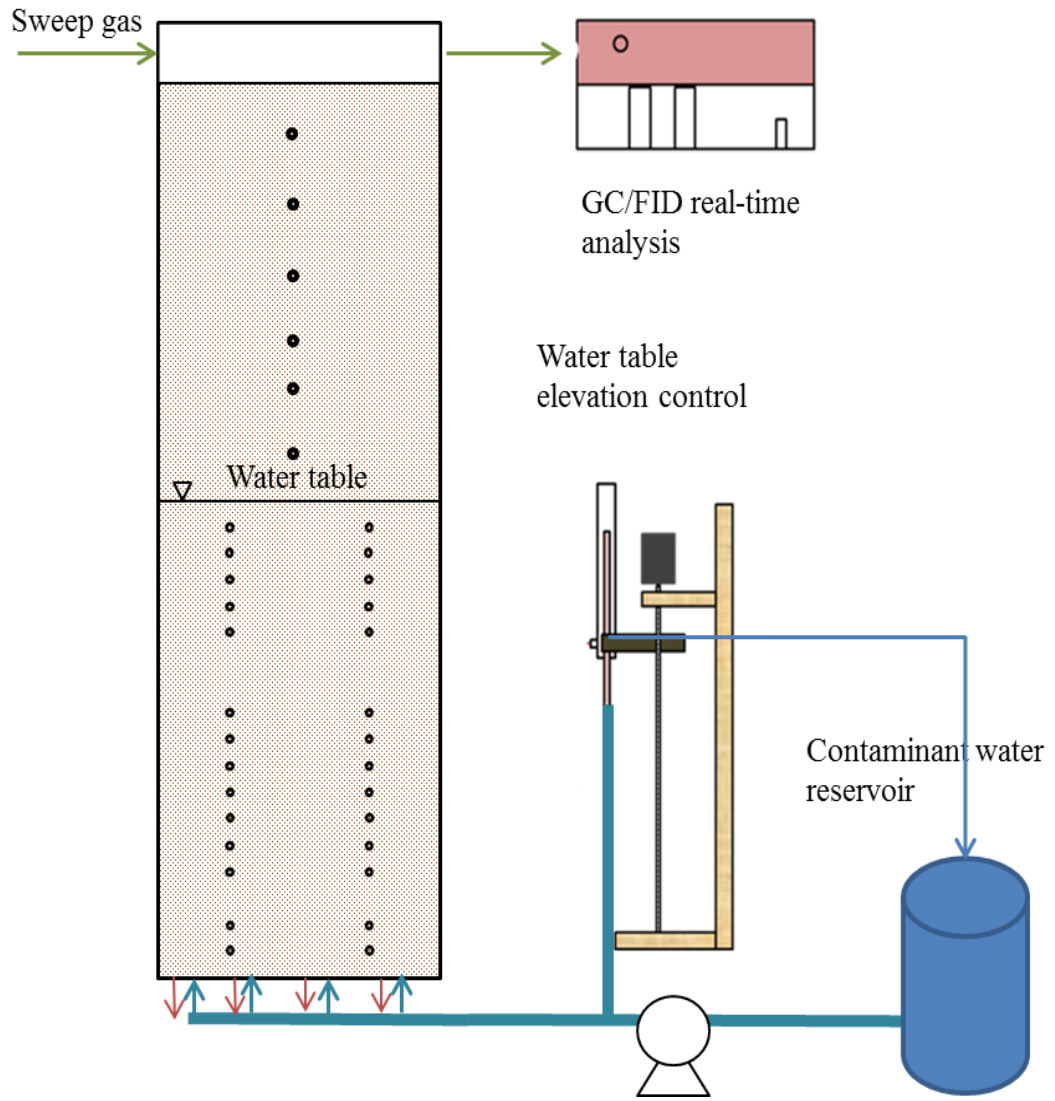 Sweep gas
GC/FID real-time
analysis
Water table
elevation control
Water table
Contaminant water
reservoir